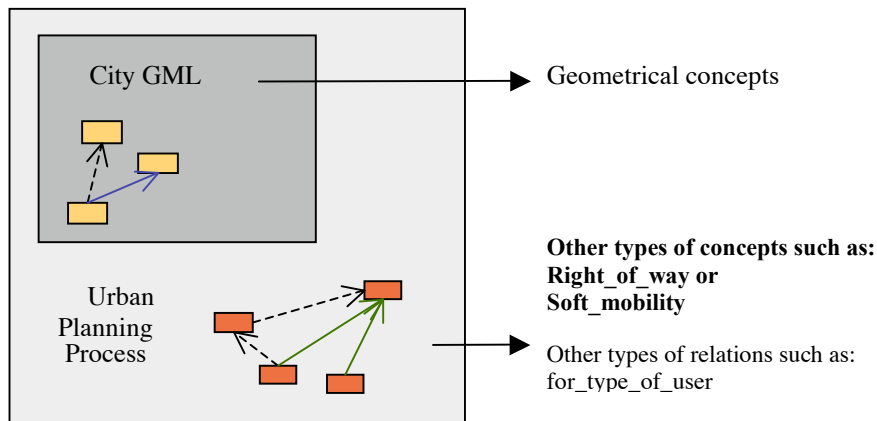 City GML
Geometrical concepts
Other types of concepts such as:
Right_of_way or
Soft_mobility
Urban
Planning
Process
Other types of relations such as:
for_type_of_user